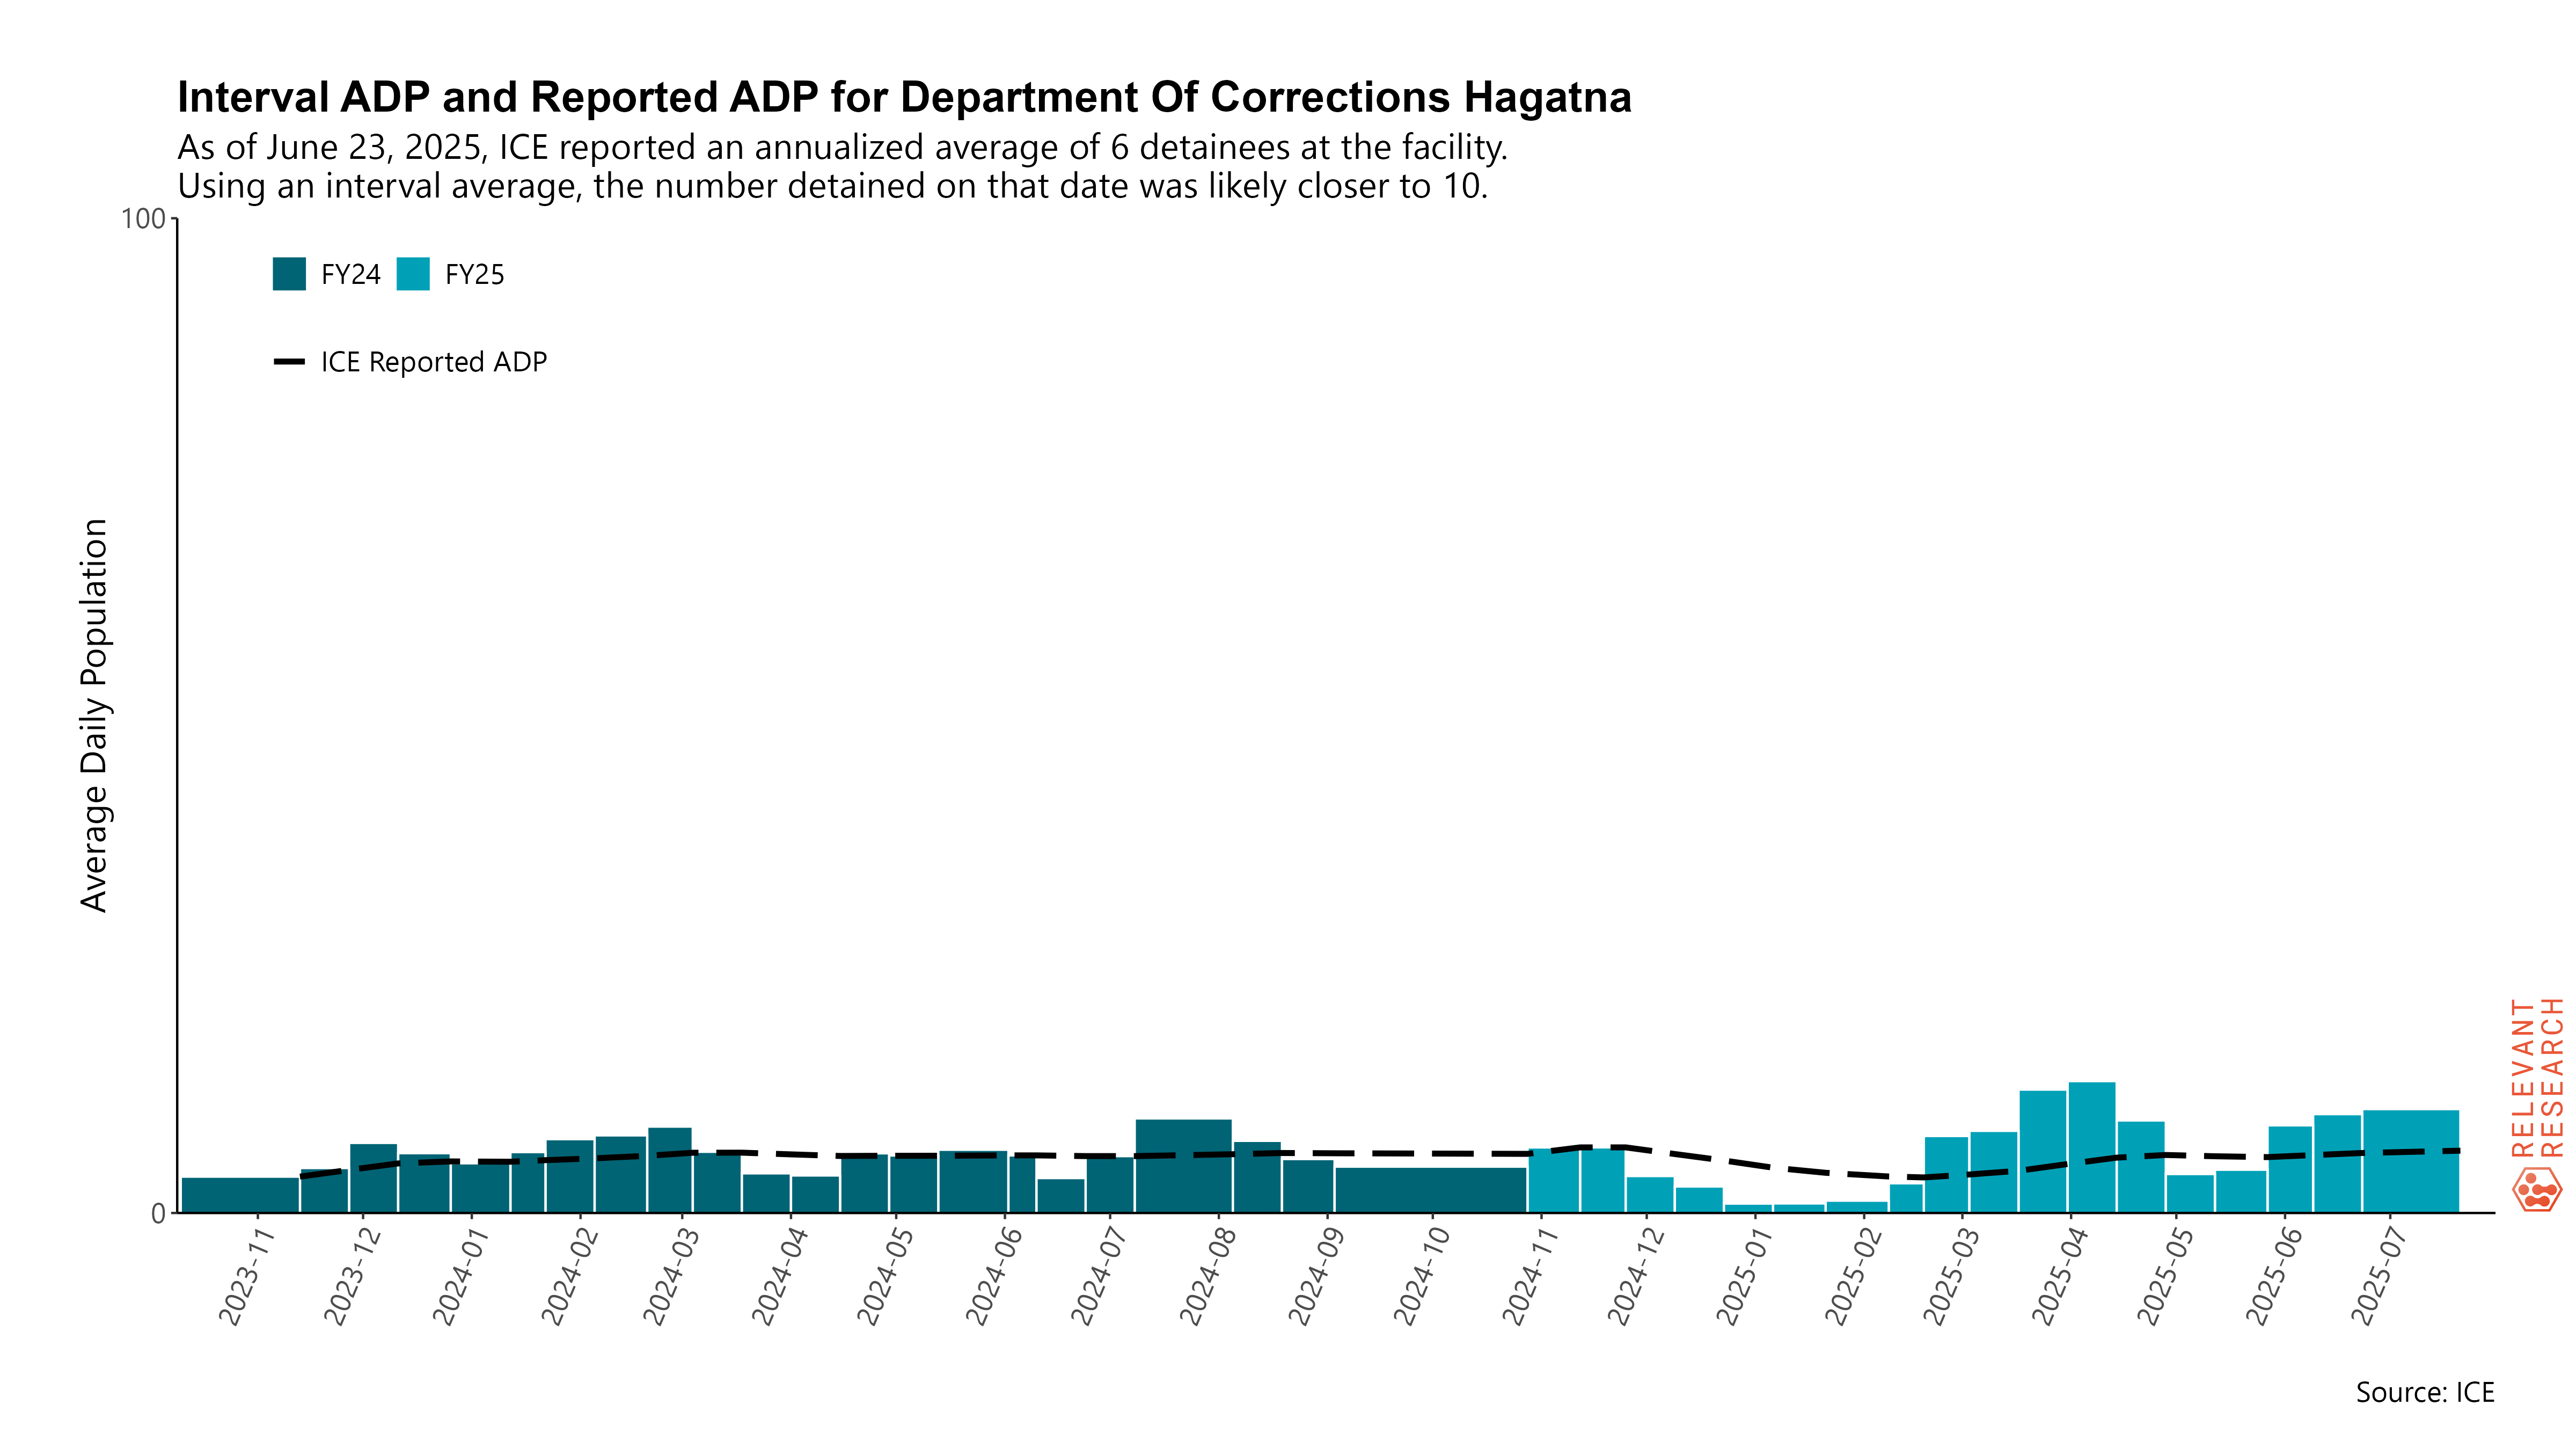 Interval ADP and Reported ADP for Department Of Corrections Hagatna
As of June 23, 2025, ICE reported an annualized average of 6 detainees at the facility.
Using an interval average, the number detained on that date was likely closer to 10.
100
FY24 FY25
ICE Reported ADP
Average Daily Population
0
2023-11 2023-12 2024-01 2024-02 2024-03 2024-04 2024-05 2024-06 2024-07 2024-08 2024-09 2024-10 2024-11 2024-12 2025-01 2025-02 2025-03 2025-04 2025-05 2025-06 2025-07
RELEVANT
RESEARCH
Source: ICE